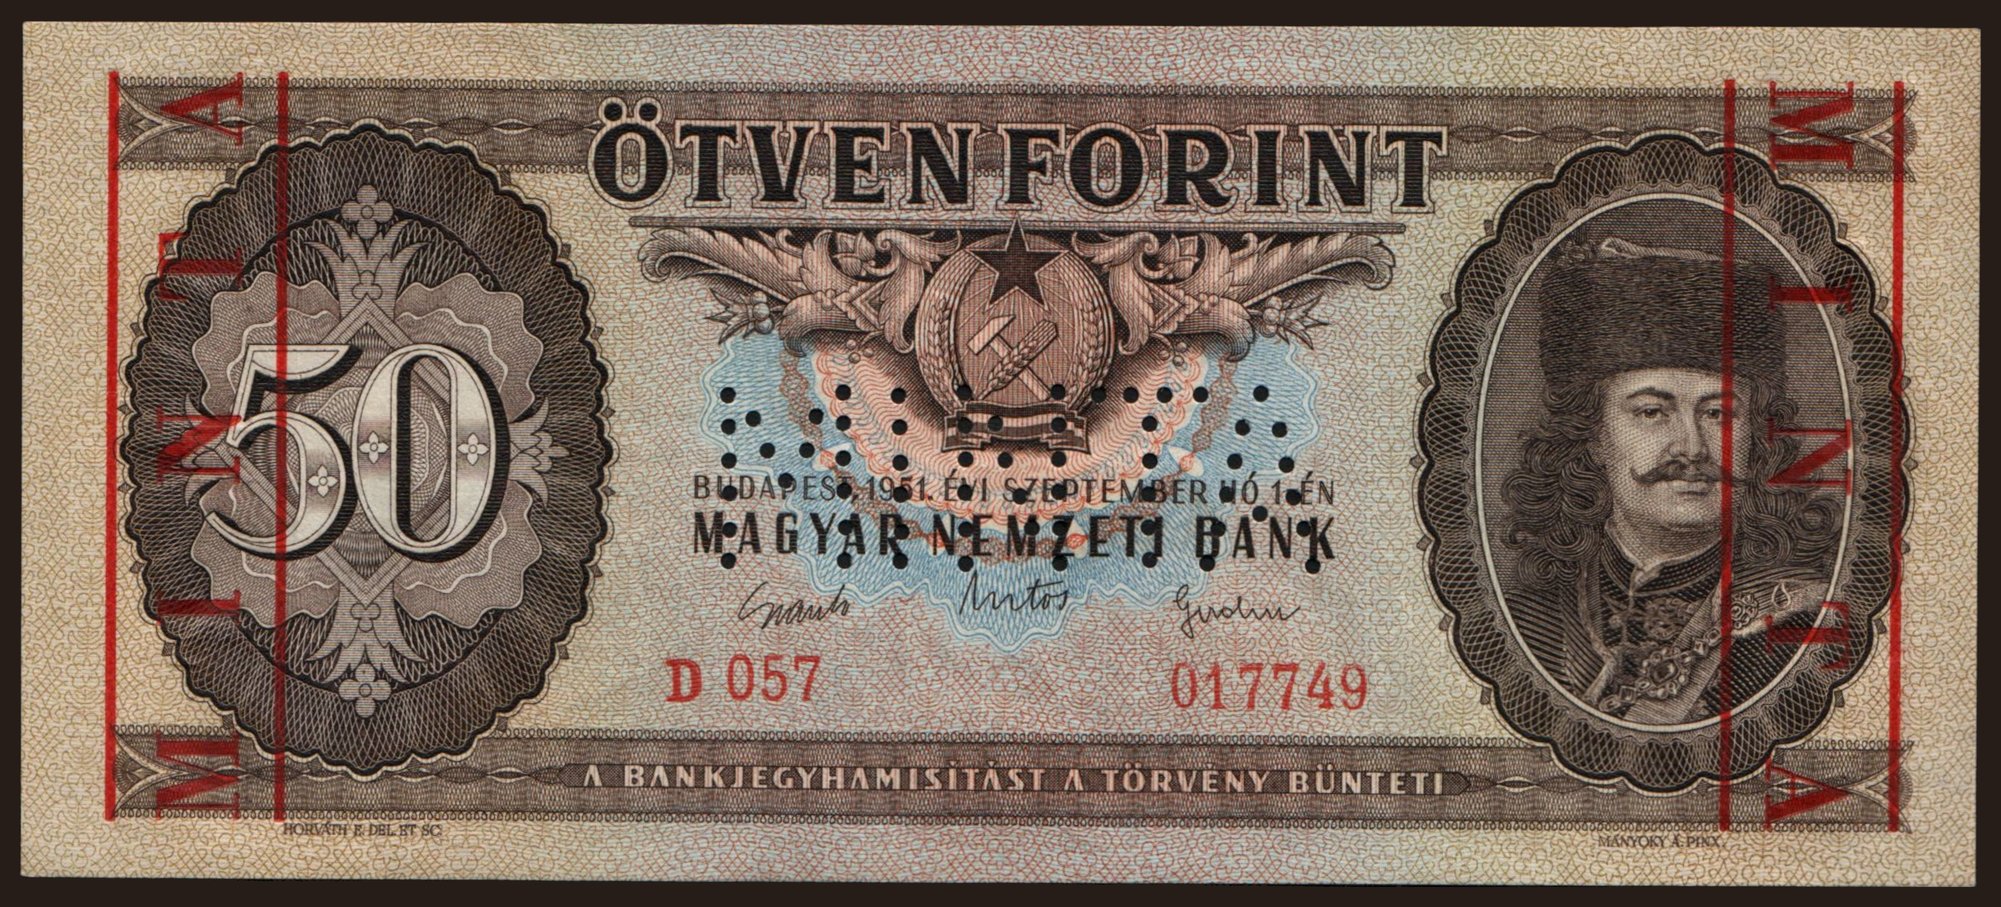 ÖTVEN FORINT
50
MINTA
MINTA
MINTA
BUDAPEST, 1951. ÉVI SZEPTEMBER HÓ 1-ÉN
MAGYAR NEMZETI BANK
D 057 017749
A BANKJEGYHAMISÍTÁST A TÖRVÉNY BÜNTETI
HORVÁTH E. DEL. ET SC.
MÁNYOKY Á. PINX.